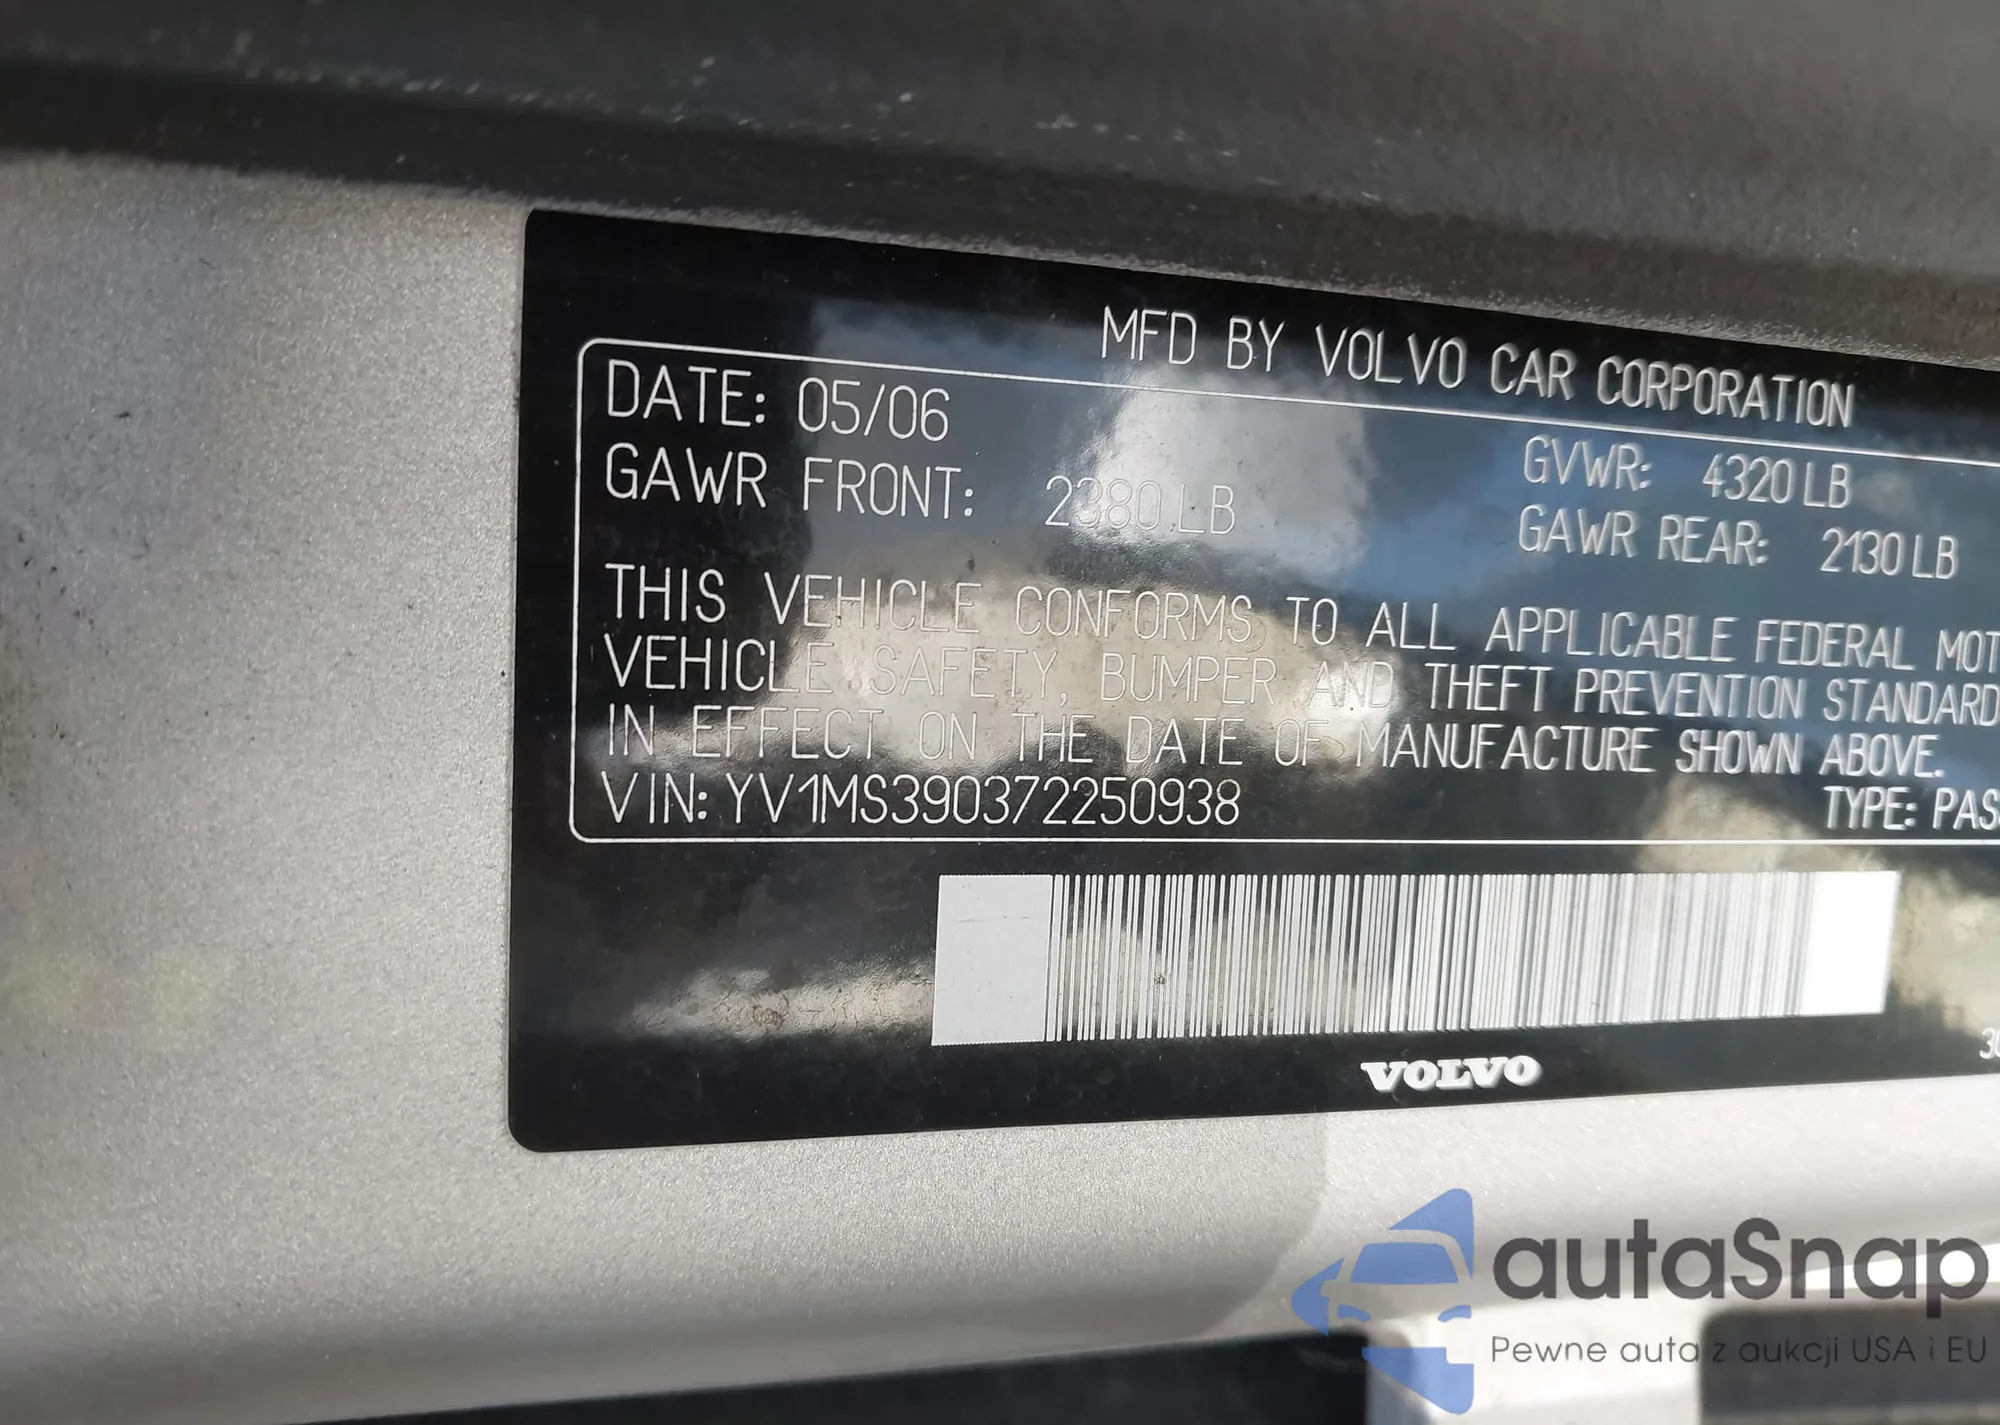 MFD BY VOLVO CAR CORPORATION
DATE: 05/06
GVWR: 4320 LB
GAWR FRONT: 2380 LB
GAWR REAR: 2130 LB
THIS VEHICLE CONFORMS TO ALL APPLICABLE FEDERAL MOT
VEHICLE SAFETY, BUMPER AND THEFT PREVENTION STANDARD
IN EFFECT ON THE DATE OF MANUFACTURE SHOWN ABOVE.
VIN: YV1MS390372250938
TYPE: PAS
VOLVO
30
autaSnap
Pewne auta z aukcji USA i EU